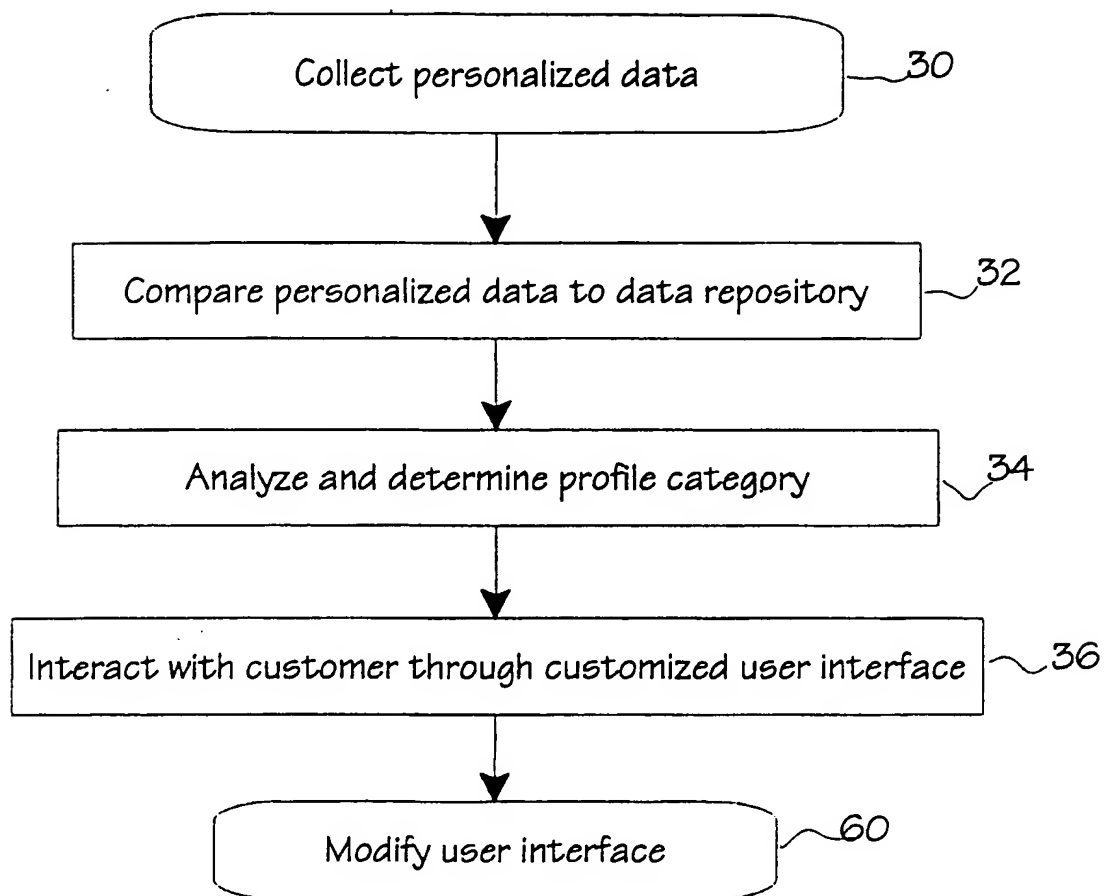 Collect personalized data
30
Compare personalized data to data repository
32
Analyze and determine profile category
34
Interact with customer through customized user interface
36
Modify user interface
60